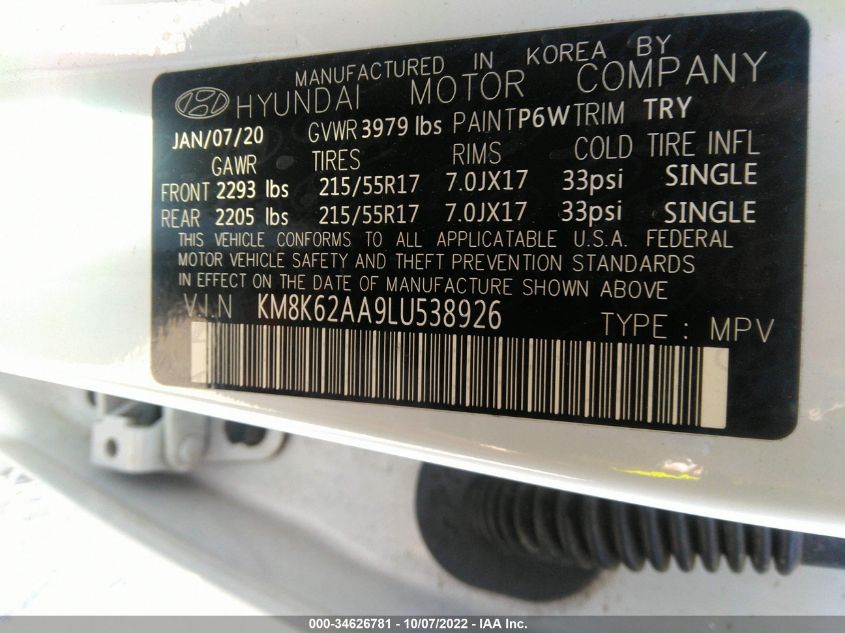 MANUFACTURED IN KOREA BY
HYUNDAI MOTOR COMPANY
JAN/07/20 GVWR 3979 lbs PAINT P6W TRIM TRY
GAWR TIRES RIMS COLD TIRE INFL
FRONT 2293 lbs 215/55R17 7.0JX17 33psi SINGLE
REAR 2205 lbs 215/55R17 7.0JX17 33psi SINGLE
THIS VEHICLE CONFORMS TO ALL APPLICATABLE U.S.A. FEDERAL
MOTOR VEHICLE SAFETY AND THEFT PREVENTION STANDARDS
IN EFFECT ON THE DATE OF MANUFACTURE SHOWN ABOVE
V.I.N KM8K62AA9LU538926 TYPE : MPV
000-34626781 - 10/07/2022 - IAA Inc.